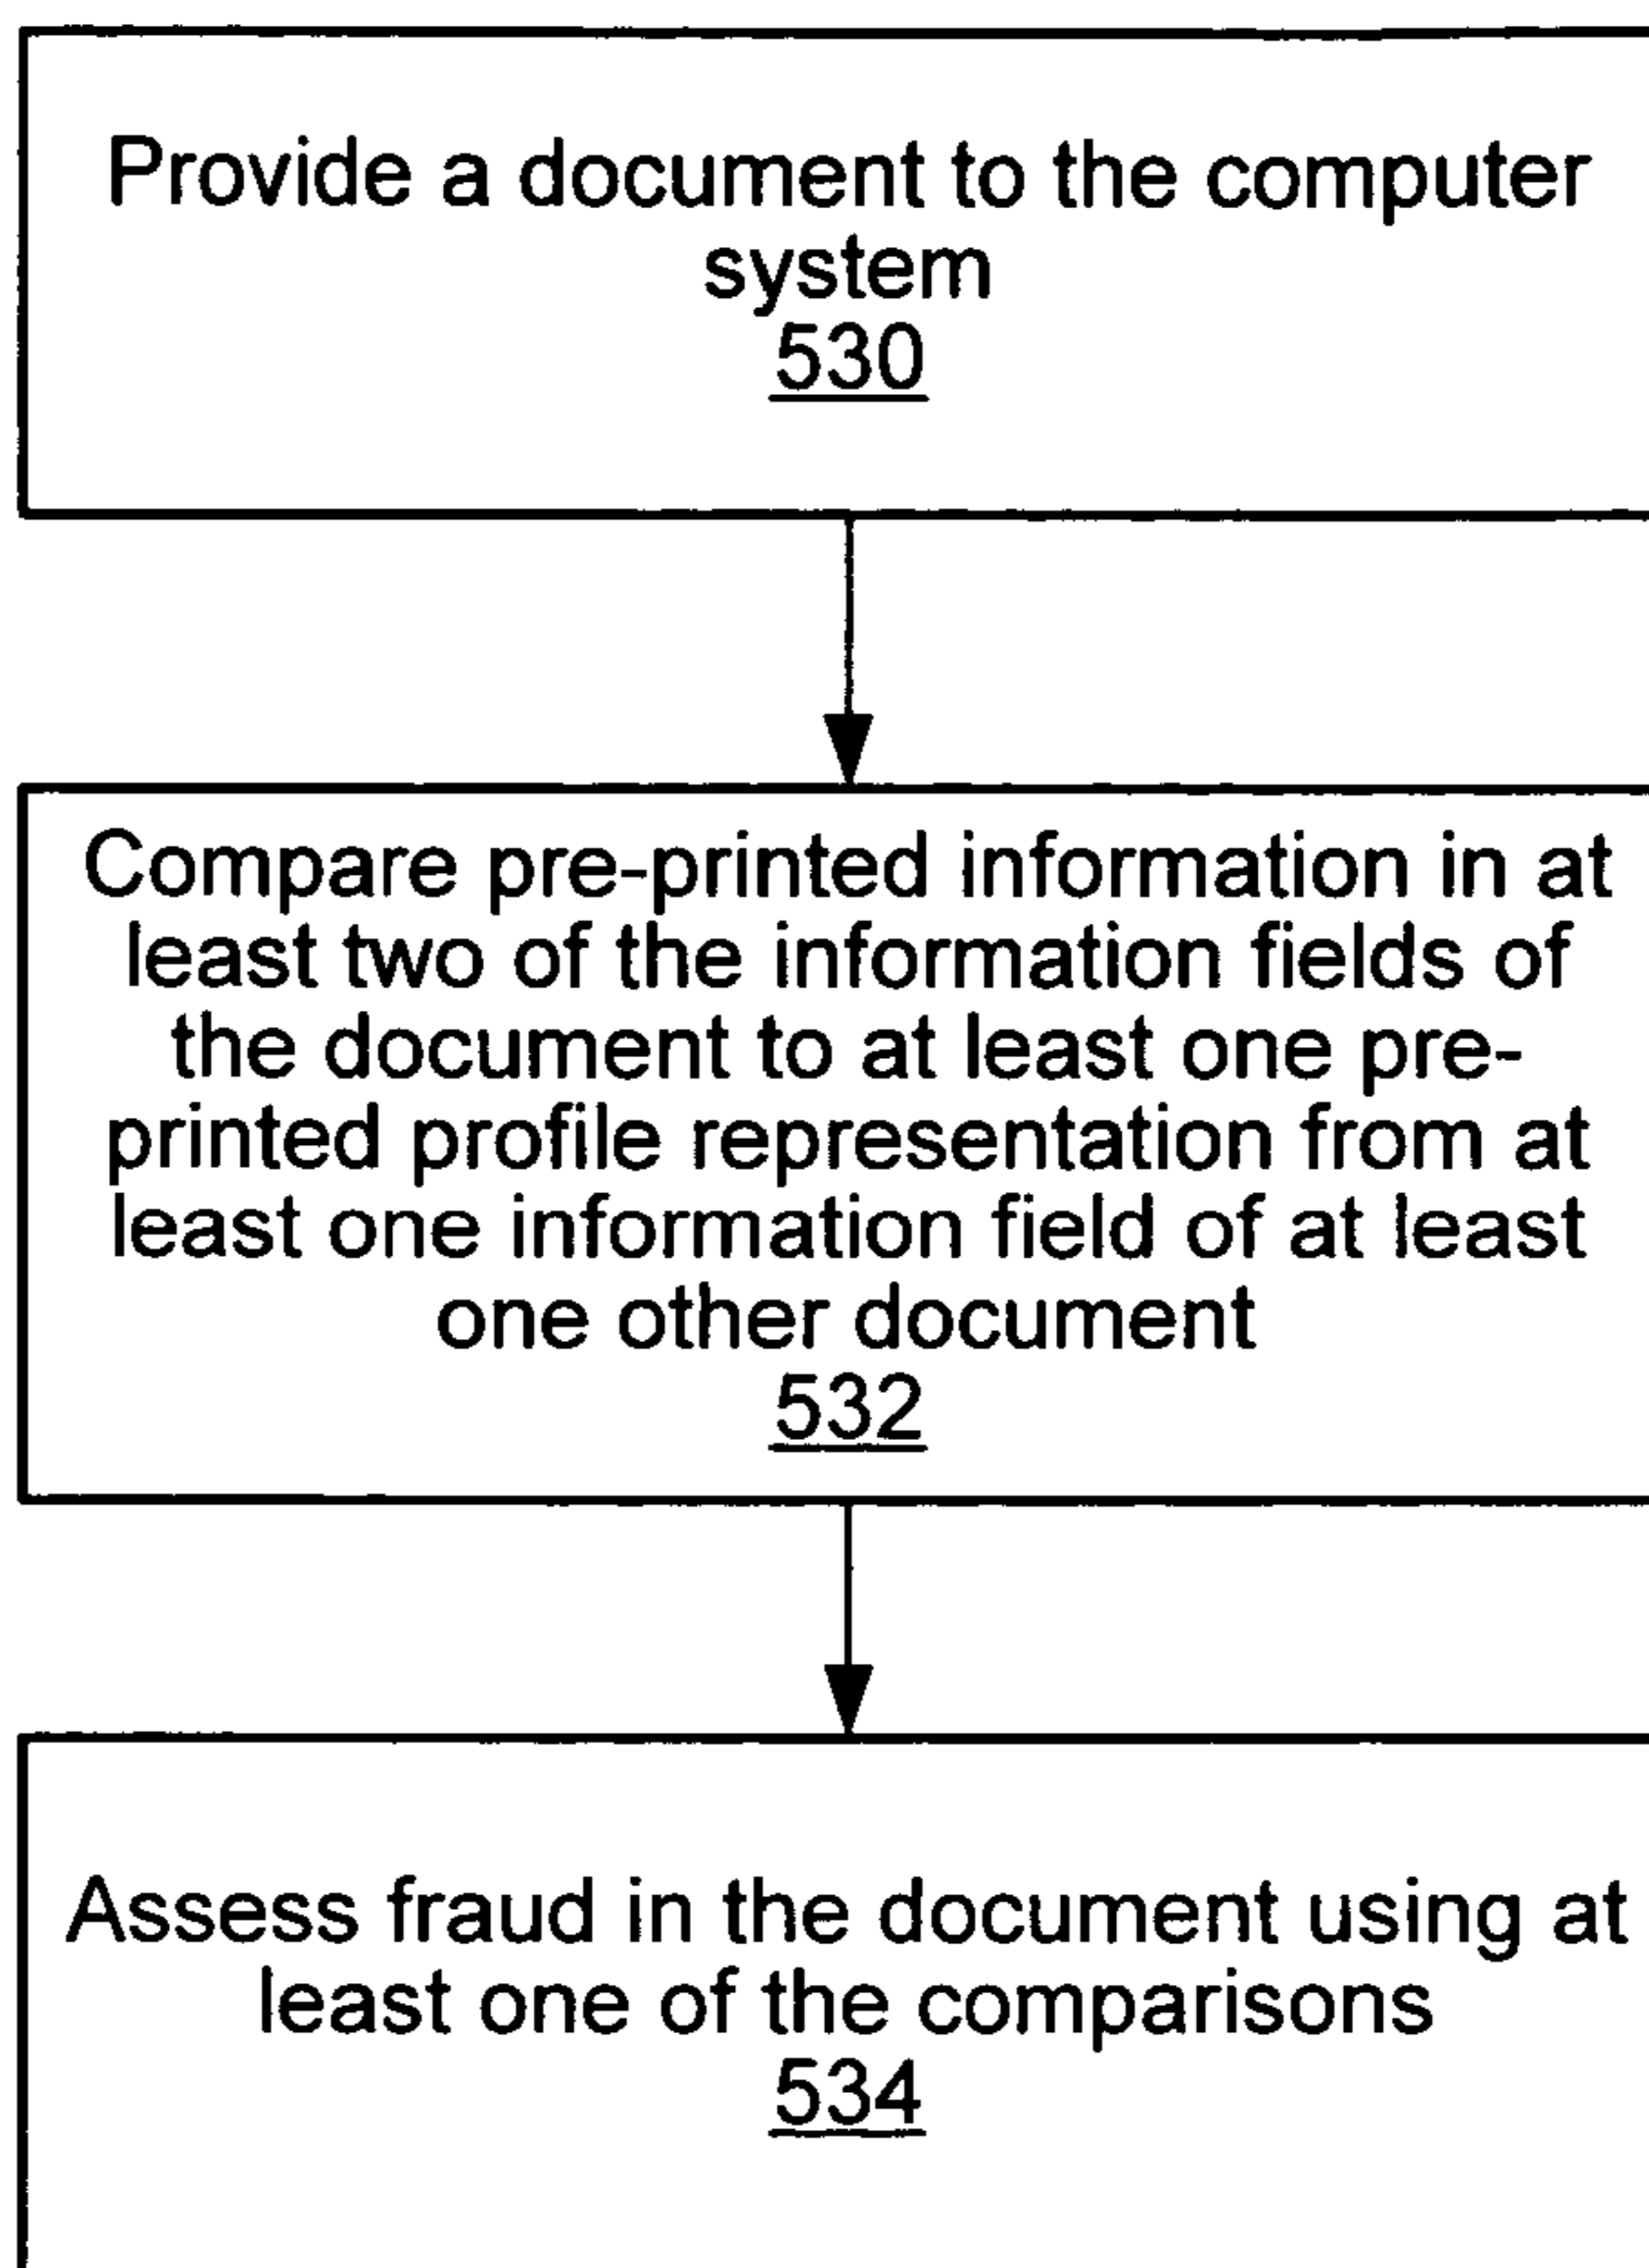 Provide a document to the computer
system
530
Compare pre-printed information in at
least two of the information fields of
the document to at least one pre-
printed profile representation from at
least one information field of at least
one other document
532
Assess fraud in the document using at
least one of the comparisons
534